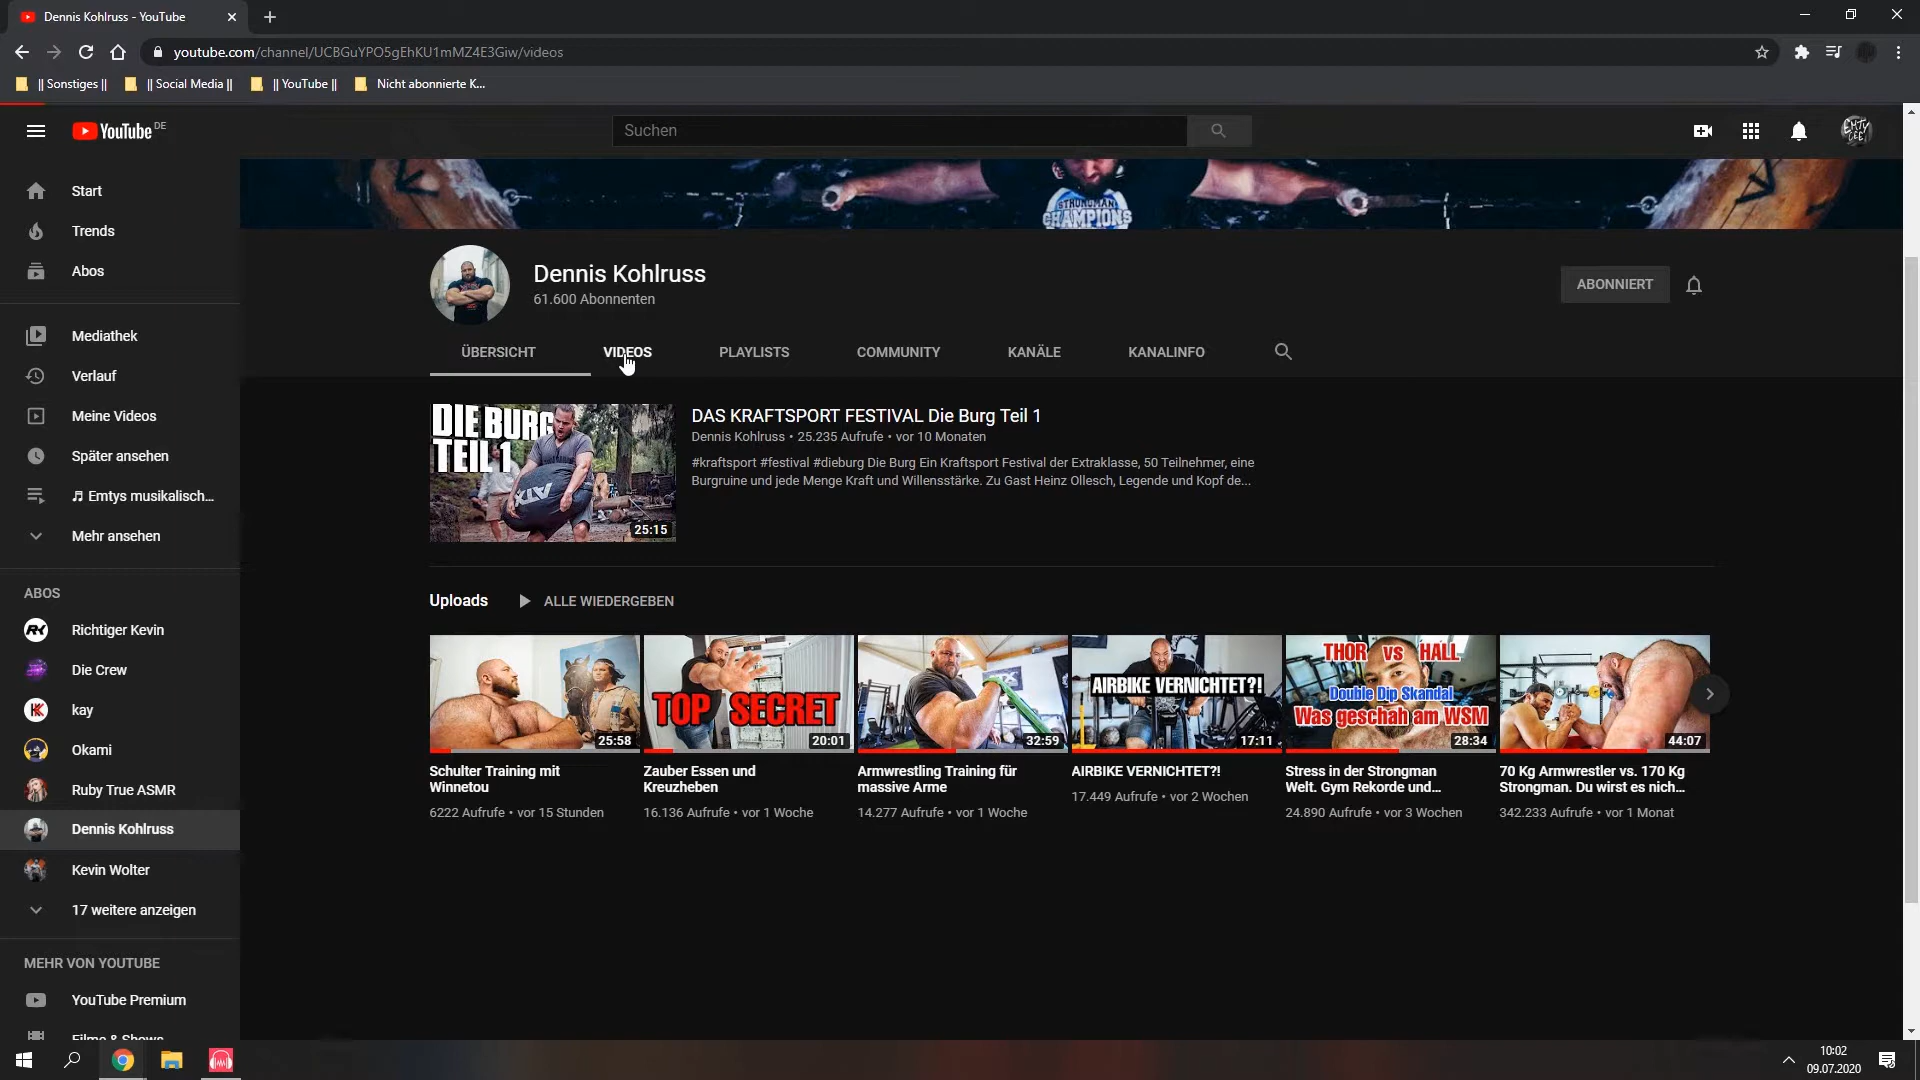 Dennis Kohlruss - YouTube
youtube.com/channel/UCBGuYPO5gEhKU1mMZ4E3Giw/videos
|| Sonstiges ||
|| Social Media ||
|| YouTube ||
Nicht abonnierte K...
YouTube DE
Suchen
Start
Trends
Abos
Mediathek
Verlauf
Meine Videos
Später ansehen
♬ Emtys musikalisch...
Mehr ansehen
ABOS
Richtiger Kevin
Die Crew
kay
Okami
Ruby True ASMR
Dennis Kohlruss
Kevin Wolter
17 weitere anzeigen
MEHR VON YOUTUBE
YouTube Premium
Filme & Shows
STRONGMAN
CHAMPIONS
Dennis Kohlruss
61.600 Abonnenten
ABONNIERT
ÜBERSICHT
VIDEOS
PLAYLISTS
COMMUNITY
KANÄLE
KANALINFO
DIE BURG
TEIL 1
ATX
25:15
DAS KRAFTSPORT FESTIVAL Die Burg Teil 1
Dennis Kohlruss • 25.235 Aufrufe • vor 10 Monaten
#kraftsport #festival #dieburg Die Burg Ein Kraftsport Festival der Extraklasse, 50 Teilnehmer, eine
Burgruine und jede Menge Kraft und Willensstärke. Zu Gast Heinz Ollesch, Legende und Kopf de...
Uploads
ALLE WIEDERGEBEN
25:58
Schulter Training mit
Winnetou
6222 Aufrufe • vor 15 Stunden
TOP SECRET
20:01
Zauber Essen und
Kreuzheben
16.136 Aufrufe • vor 1 Woche
32:59
Armwrestling Training für
massive Arme
14.277 Aufrufe • vor 1 Woche
AIRBIKE VERNICHTET?!
17:11
AIRBIKE VERNICHTET?!
17.449 Aufrufe • vor 2 Wochen
THOR VS HALL
Double Dip Skandal
Was geschah am WSM
28:34
Stress in der Strongman
Welt. Gym Rekorde und...
24.890 Aufrufe • vor 3 Wochen
44:07
70 Kg Armwrestler vs. 170 Kg
Strongman. Du wirst es nich...
342.233 Aufrufe • vor 1 Monat
10:02
09.07.2020